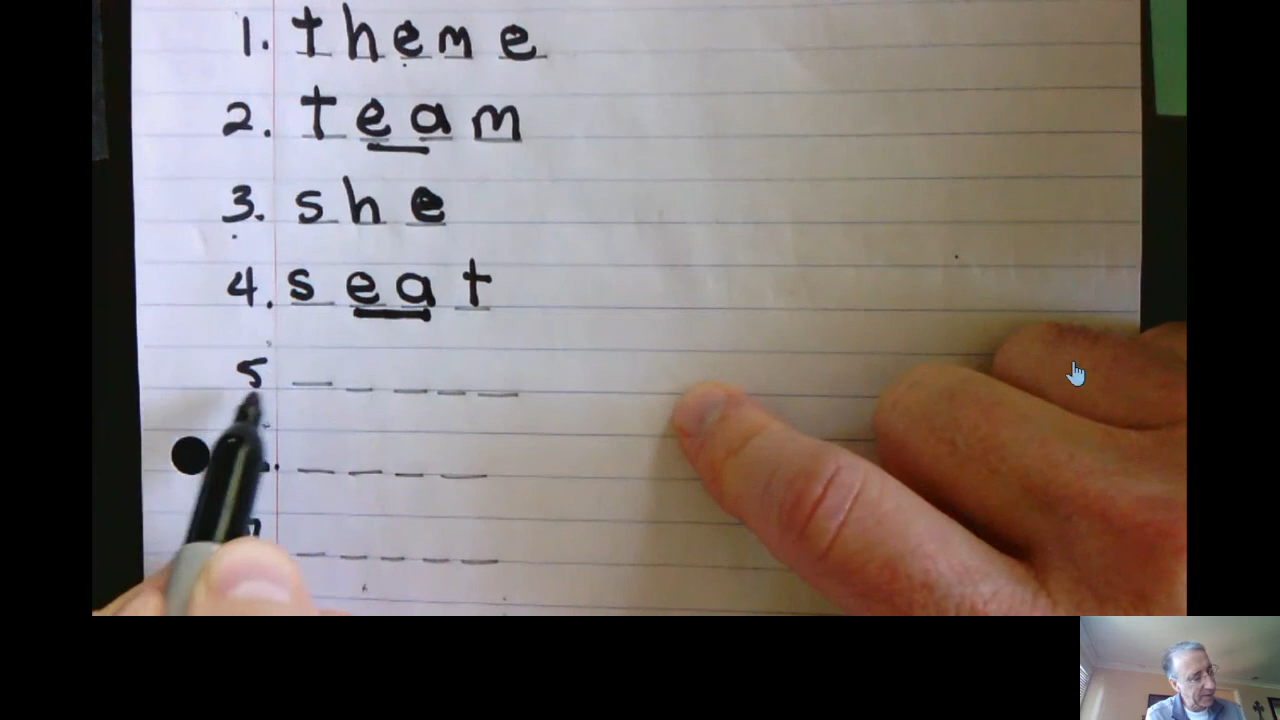 1. theme
2. team
3. she
4. seat
5